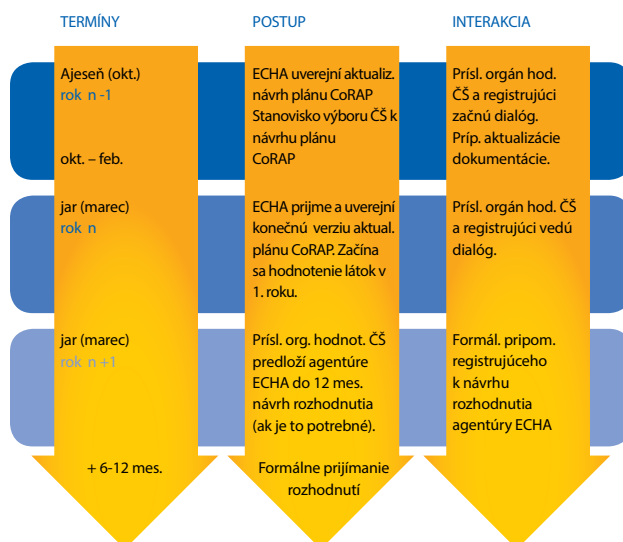 TERMÍNY
POSTUP
INTERAKCIA
Ajeseň (okt.)
rok n -1
okt. – feb.
ECHA uverejní aktualiz.
návrh plánu CoRAP
Stanovisko výboru ČŠ k
návrhu plánu
CoRAP
Prísl. orgán hod.
ČŠ a registrujúci
začnú dialóg.
Príp. aktualizácie
dokumentácie.
jar (marec)
rok n
ECHA prijme a uverejní
konečnú verziu aktual.
plánu CoRAP. Začína
sa hodnotenie látok v
1. roku.
Prísl. orgán hod. ČŠ
a registrujúci vedú
dialóg.
jar (marec)
rok n +1
Prísl. org. hodnot. ČŠ
predloží agentúre
ECHA do 12 mes.
návrh rozhodnutia
(ak je to potrebné).
Formál. pripom.
registrujúceho
k návrhu
rozhodnutia
agentúry ECHA
+ 6-12 mes.
Formálne prijímanie
rozhodnutí